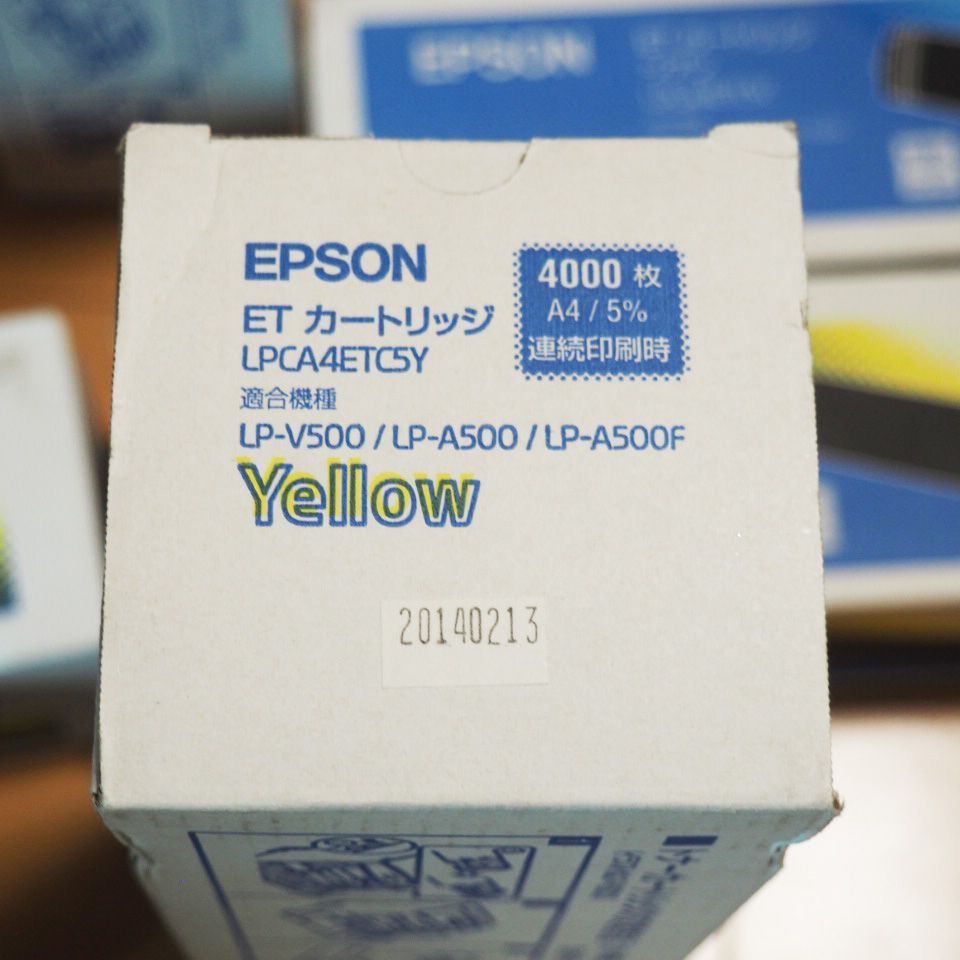 EPSON
EPSON
ET カートリッジ
LPCA4ETC5Y
適合機種
LP-V500 / LP-A500 / LP-A500F
Yellow
4000 枚
A4 / 5%
連続印刷時
20140213